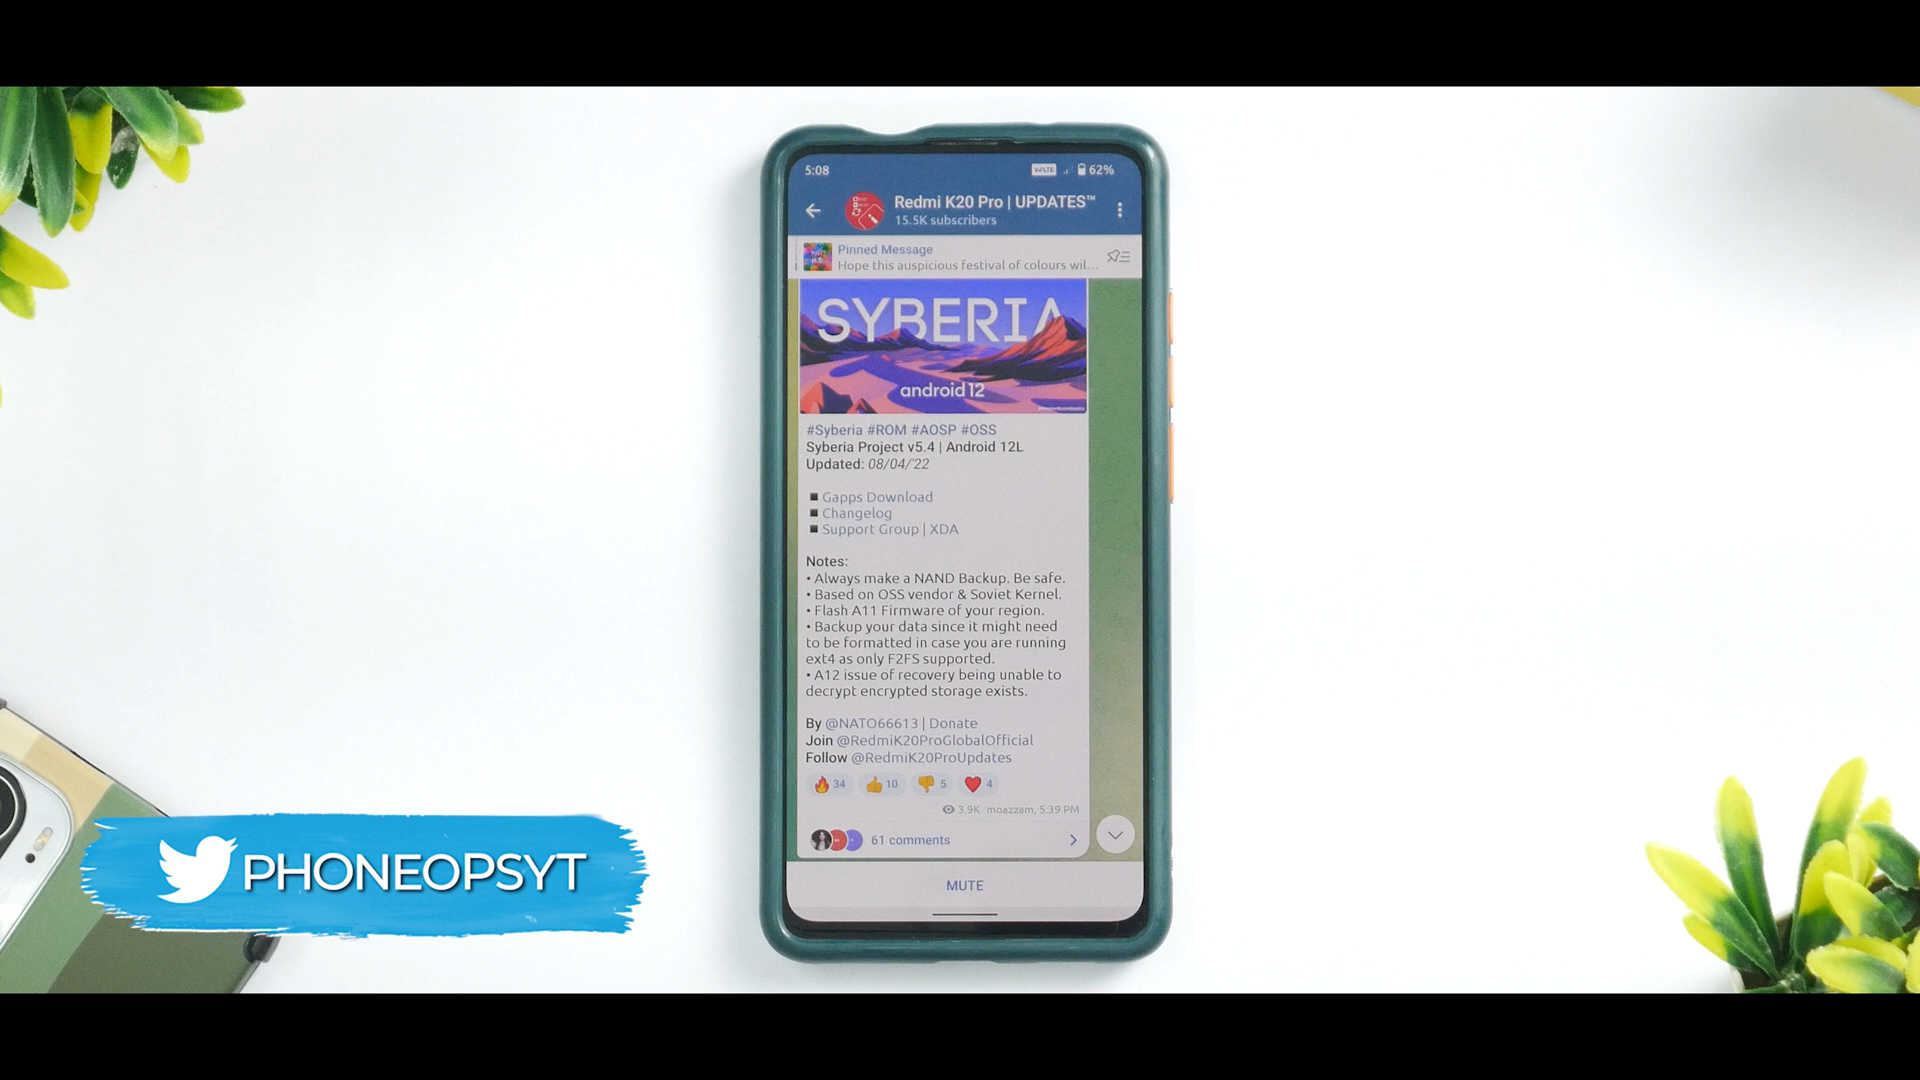 5:08
VoLTE
62%
Redmi K20 Pro | UPDATES™
15.5K subscribers
Pinned Message
Hope this auspicious festival of colours wil...
SYBERIA
android 12
#Syberia #ROM #AOSP #OSS
Syberia Project v5.4 | Android 12L
Updated: 08/04/'22
◾ Gapps Download
◾ Changelog
◾ Support Group | XDA
Notes:
• Always make a NAND Backup. Be safe.
• Based on OSS vendor & Soviet Kernel.
• Flash A11 Firmware of your region.
• Backup your data since it might need
to be formatted in case you are running
ext4 as only F2FS supported.
• A12 issue of recovery being unable to
decrypt encrypted storage exists.
By @NATO66613 | Donate
Join @RedmiK20ProGlobalOfficial
Follow @RedmiK20ProUpdates
🔥 34 👍 10 👎 5 ❤ 4
3.9K moazzam, 5:39 PM
61 comments
MUTE
PHONEOPSYT